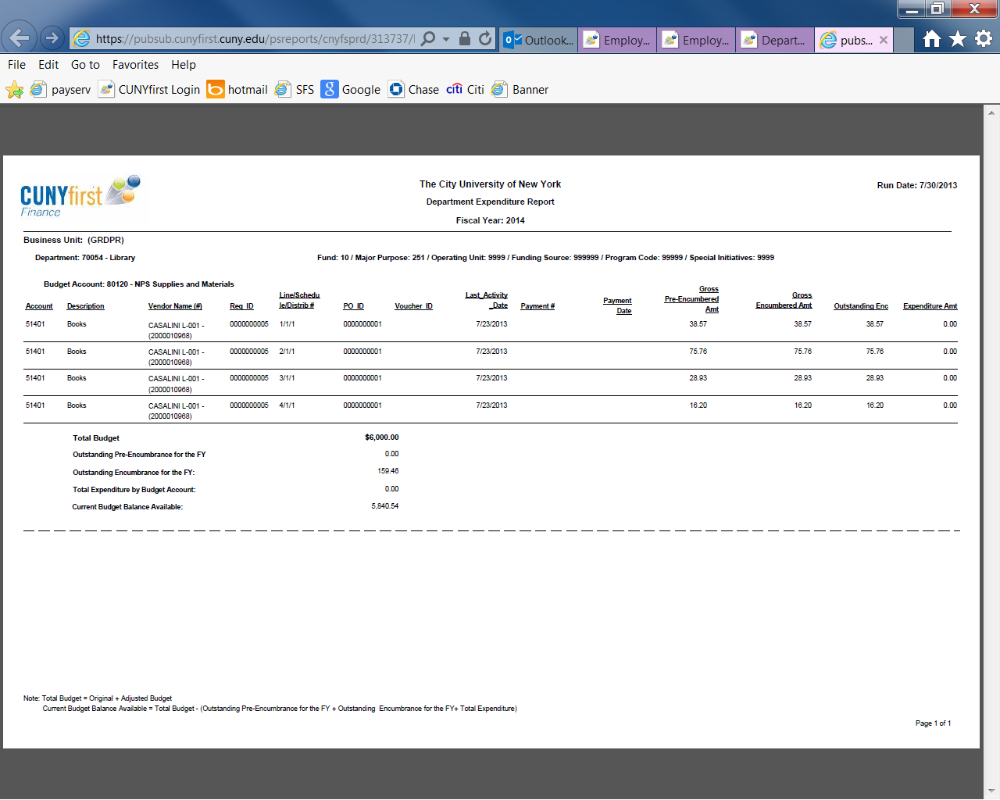 https://pubsub.cunyfirst.cuny.edu/psreports/cnyfsprd/313737/
Outlook...
Employ...
Employ...
Depart...
pubs...
File Edit Go to Favorites Help
payserv CUNYfirst Login hotmail SFS Google Chase citi Citi Banner
CUNYfirst
Finance
The City University of New York
Run Date: 7/30/2013
Department Expenditure Report
Fiscal Year: 2014
Business Unit: (GRDPR)
Department: 70054 - Library Fund: 10 / Major Purpose: 251 / Operating Unit: 9999 / Funding Source: 999999 / Program Code: 99999 / Special Initiatives: 9999
Budget Account: 80120 - NPS Supplies and Materials
Account Description Vendor Name (#) Req_ID Line/Schedu
le/Distrib # PO_ID Voucher_ID Last_Activity
_Date Payment # Payment
Date Gross
Pre-Encumbered
Amt Gross
Encumbered Amt Outstanding Enc Expenditure Amt
51401 Books CASALINI L-001 - 0000000005 1/1/1 0000000001 7/23/2013 38.57 38.57 38.57 0.00
(2000010968)
51401 Books CASALINI L-001 - 0000000005 2/1/1 0000000001 7/23/2013 75.76 75.76 75.76 0.00
(2000010968)
51401 Books CASALINI L-001 - 0000000005 3/1/1 0000000001 7/23/2013 28.93 28.93 28.93 0.00
(2000010968)
51401 Books CASALINI L-001 - 0000000005 4/1/1 0000000001 7/23/2013 16.20 16.20 16.20 0.00
(2000010968)
Total Budget $6,000.00
Outstanding Pre-Encumbrance for the FY 0.00
Outstanding Encumbrance for the FY: 159.46
Total Expenditure by Budget Account: 0.00
Current Budget Balance Available: 5,840.54
Note: Total Budget = Original + Adjusted Budget
Current Budget Balance Available = Total Budget - (Outstanding Pre-Encumbrance for the FY + Outstanding Encumbrance for the FY+ Total Expenditure)
Page 1 of 1